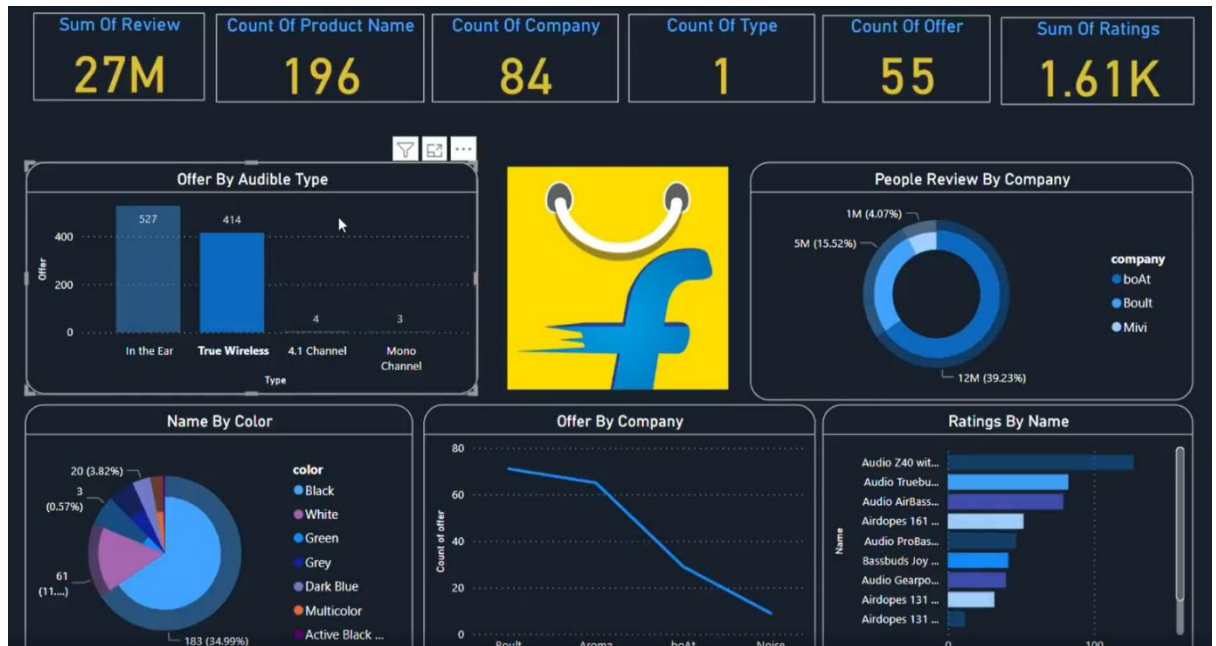 Sum Of Review
27M
Count Of Product Name
196
Count Of Company
84
Count Of Type
1
Count Of Offer
55
Sum Of Ratings
1.61K
Offer By Audible Type
527
414
4
3
400
200
0
Offer
In the Ear
True Wireless
4.1 Channel
Mono
Channel
Type
f
People Review By Company
1M (4.07%)
5M (15.52%)
12M (39.23%)
company
boAt
Boult
Mivi
Name By Color
20 (3.82%)
3
(0.57%)
61
(11....)
183 (34.99%)
color
Black
White
Green
Grey
Dark Blue
Multicolor
Active Black ...
Offer By Company
80
60
40
20
0
Count of offer
Boult
Aroma
boAt
Noise
Ratings By Name
Name
Audio Z40 wit...
Audio Truebu...
Audio AirBass...
Airdopes 161 ...
Audio ProBas...
Bassbuds Joy ...
Audio Gearpo...
Airdopes 131 ...
Airdopes 131 ...
0
100